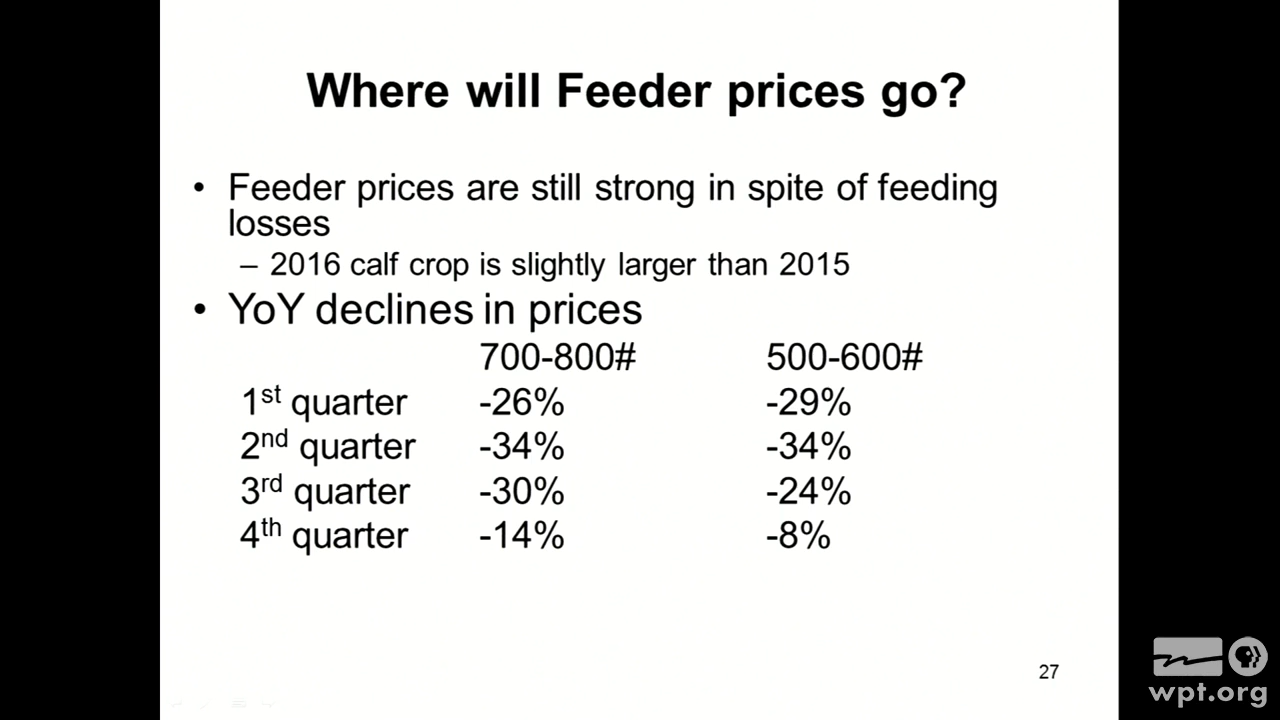 Where will Feeder prices go?
• Feeder prices are still strong in spite of feeding
losses
– 2016 calf crop is slightly larger than 2015
• YoY declines in prices
700-800# 500-600#
1st quarter -26% -29%
2nd quarter -34% -34%
3rd quarter -30% -24%
4th quarter -14% -8%
27
wpt.org